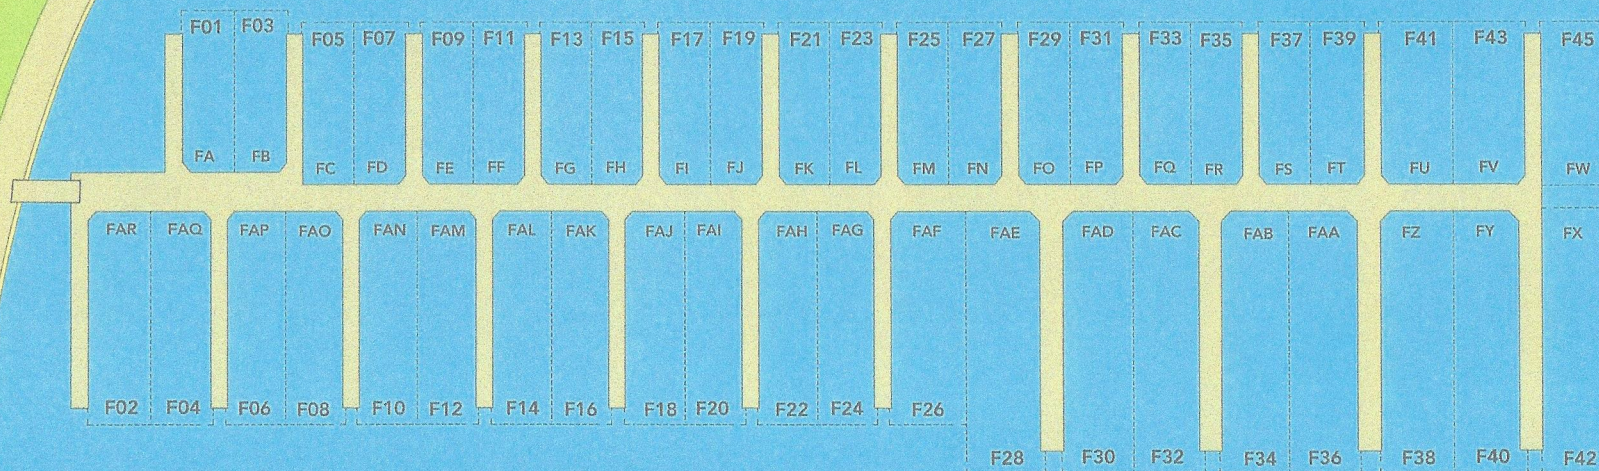 F01 F03 F05 F07 F09 F11 F13 F15 F17 F19 F21 F23 F25 F27 F29 F31 F33 F35 F37 F39 F41 F43 F45
FA FB FC FD FE FF FG FH FI FJ FK FL FM FN FO FP FQ FR FS FT FU FV FW
FAR FAQ FAP FAO FAN FAM FAL FAK FAJ FAI FAH FAG FAF FAE FAD FAC FAB FAA FZ FY FX
F02 F04 F06 F08 F10 F12 F14 F16 F18 F20 F22 F24 F26
F28 F30 F32 F34 F36 F38 F40 F42